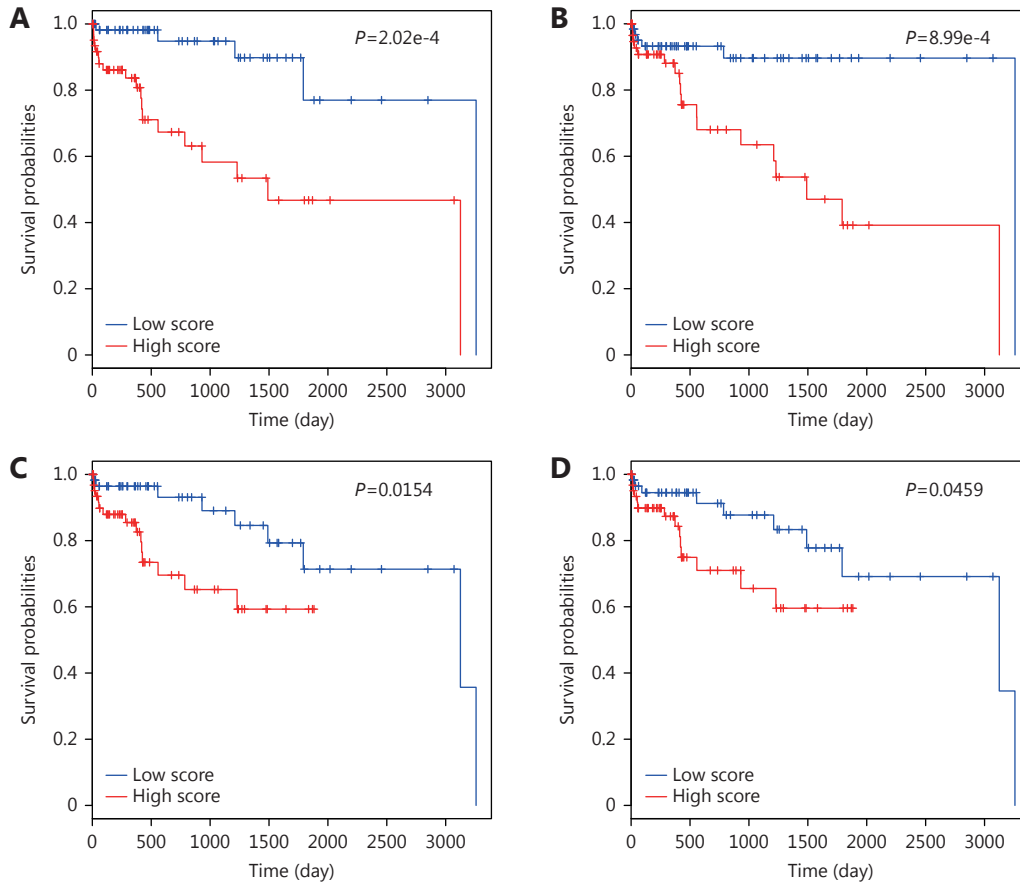 A
P=2.02e-4
Survival probabilities
1.0
0.8
0.6
0.4
0.2
0
Low score
High score
0 500 1000 1500 2000 2500 3000
Time (day)
B
P=8.99e-4
Survival probabilities
1.0
0.8
0.6
0.4
0.2
0
Low score
High score
0 500 1000 1500 2000 2500 3000
Time (day)
C
P=0.0154
Survival probabilities
1.0
0.8
0.6
0.4
0.2
0
Low score
High score
0 500 1000 1500 2000 2500 3000
Time (day)
D
P=0.0459
Survival probabilities
1.0
0.8
0.6
0.4
0.2
0
Low score
High score
0 500 1000 1500 2000 2500 3000
Time (day)